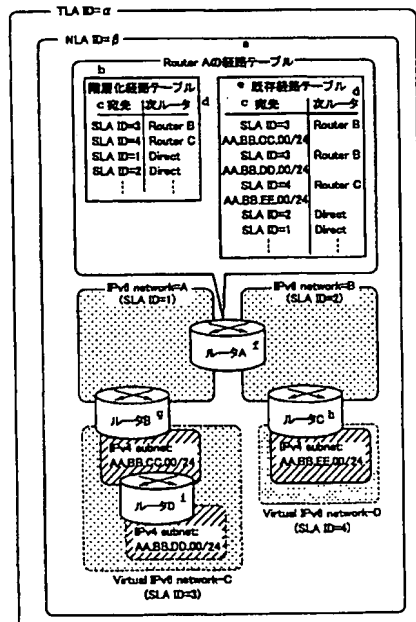 TLA ID=α
NLA ID=β
a
Router Aの経路テーブル
b
階層化経路テーブル
c 宛先 次ルータ d
SLA ID=3 Router B
SLA ID=4 Router C
SLA ID=1 Direct
SLA ID=2 Direct
⋮ ⋮
e 既存経路テーブル d
c 宛先 次ルータ
SLA ID=3 Router B
AA.BB.CC.00/24
SLA ID=3 Router B
AA.BB.DD.00/24
SLA ID=4 Router C
AA.BB.EE.00/24
SLA ID=2 Direct
SLA ID=1 Direct
⋮ ⋮
IPv6 network=A
(SLA ID=1)
IPv6 network=B
(SLA ID=2)
ルータA f
ルータB g
ルータC h
IPv4 subnet:
AA.BB.CC.00/24
IPv4 subnet:
AA.BB.EE.00/24
ルータD i
IPv4 subnet:
AA.BB.DD.00/24
Virtual IPv6 network-D
(SLA ID=4)
Virtual IPv6 network-C
(SLA ID=3)